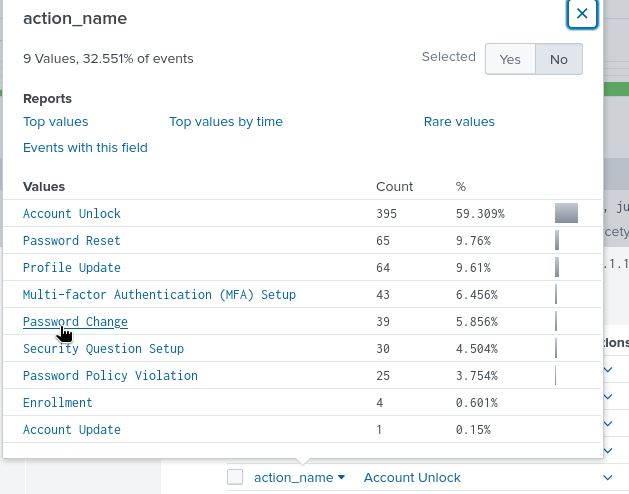 action_name
9 Values, 32.551% of events
Selected Yes No
Reports
Top values Top values by time Rare values
Events with this field
Values Count %
Account Unlock 395 59.309%
Password Reset 65 9.76%
Profile Update 64 9.61%
Multi-factor Authentication (MFA) Setup 43 6.456%
Password Change 39 5.856%
Security Question Setup 30 4.504%
Password Policy Violation 25 3.754%
Enrollment 4 0.601%
Account Update 1 0.15%
action_name Account Unlock